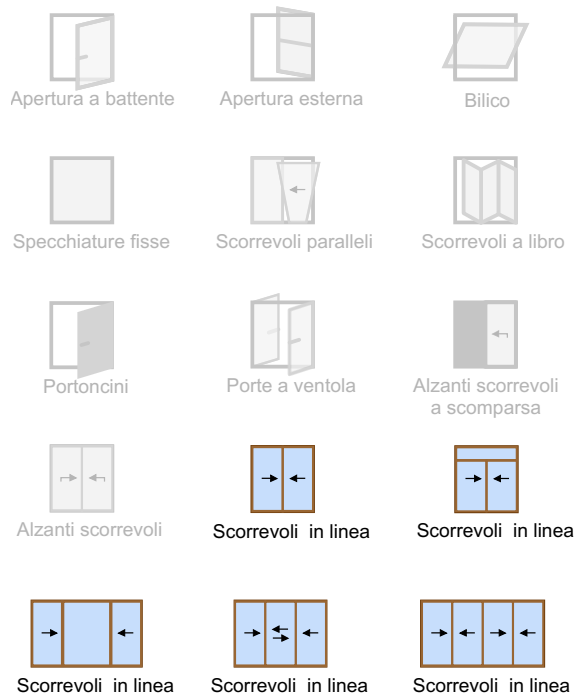 Apertura a battente
Apertura esterna
Bilico
Specchiature fisse
Scorrevoli paralleli
Scorrevoli a libro
Portoncini
Porte a ventola
Alzanti scorrevoli
a scomparsa
Alzanti scorrevoli
Scorrevoli in linea
Scorrevoli in linea
Scorrevoli in linea
Scorrevoli in linea
Scorrevoli in linea